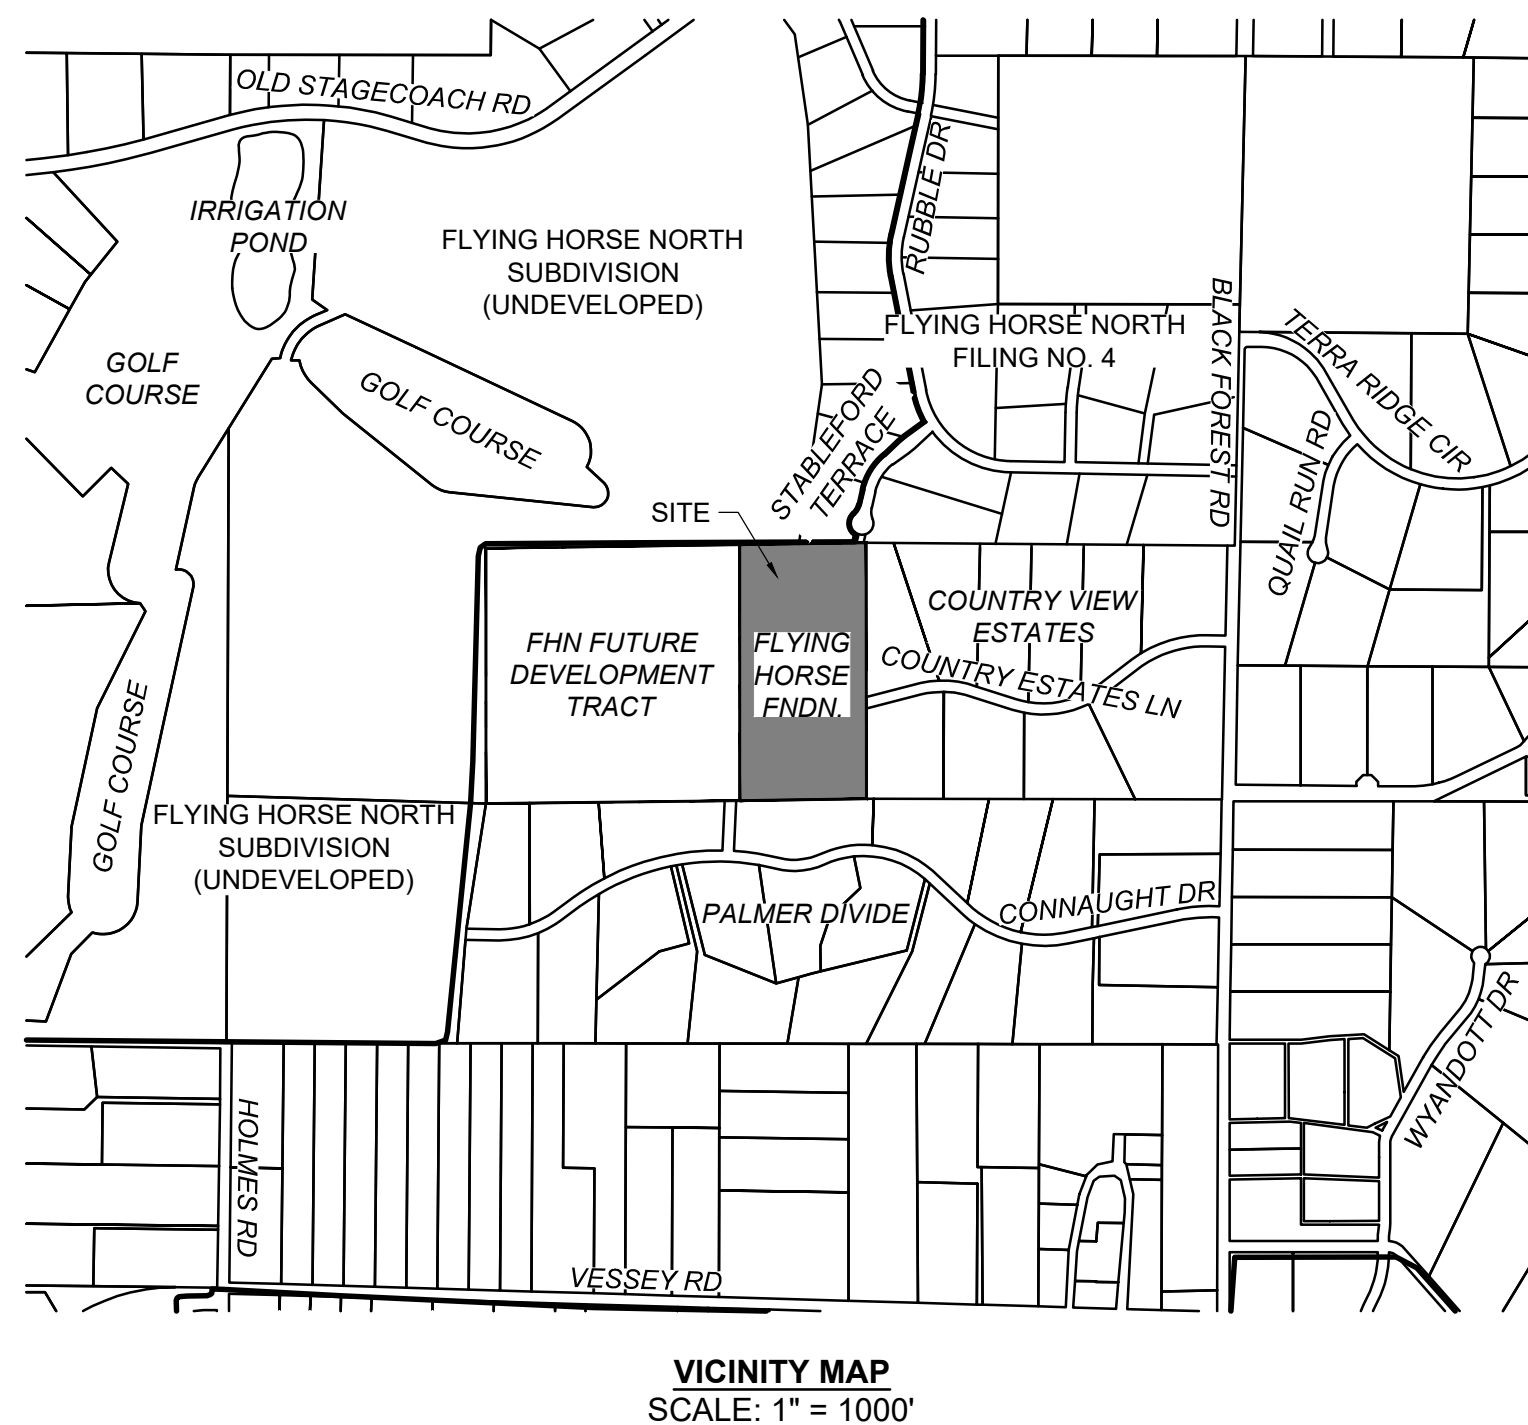 OLD STAGECOACH RD
IRRIGATION
POND
FLYING HORSE NORTH
SUBDIVISION
(UNDEVELOPED)
RUBBLE DR
GOLF
COURSE
GOLF COURSE
FLYING HORSE NORTH
FILING NO. 4
BLACK FOREST RD
TERRA RIDGE CIR
QUAIL RUN RD
STABLEFORD
TERRACE
SITE
FHN FUTURE
DEVELOPMENT
TRACT
FLYING
HORSE
FNDN.
COUNTRY VIEW
ESTATES
COUNTRY ESTATES LN
GOLF COURSE
FLYING HORSE NORTH
SUBDIVISION
(UNDEVELOPED)
PALMER DIVIDE
CONNAUGHT DR
WYANDOTT DR
HOLMES RD
VESSEY RD
VICINITY MAP
SCALE: 1" = 1000'